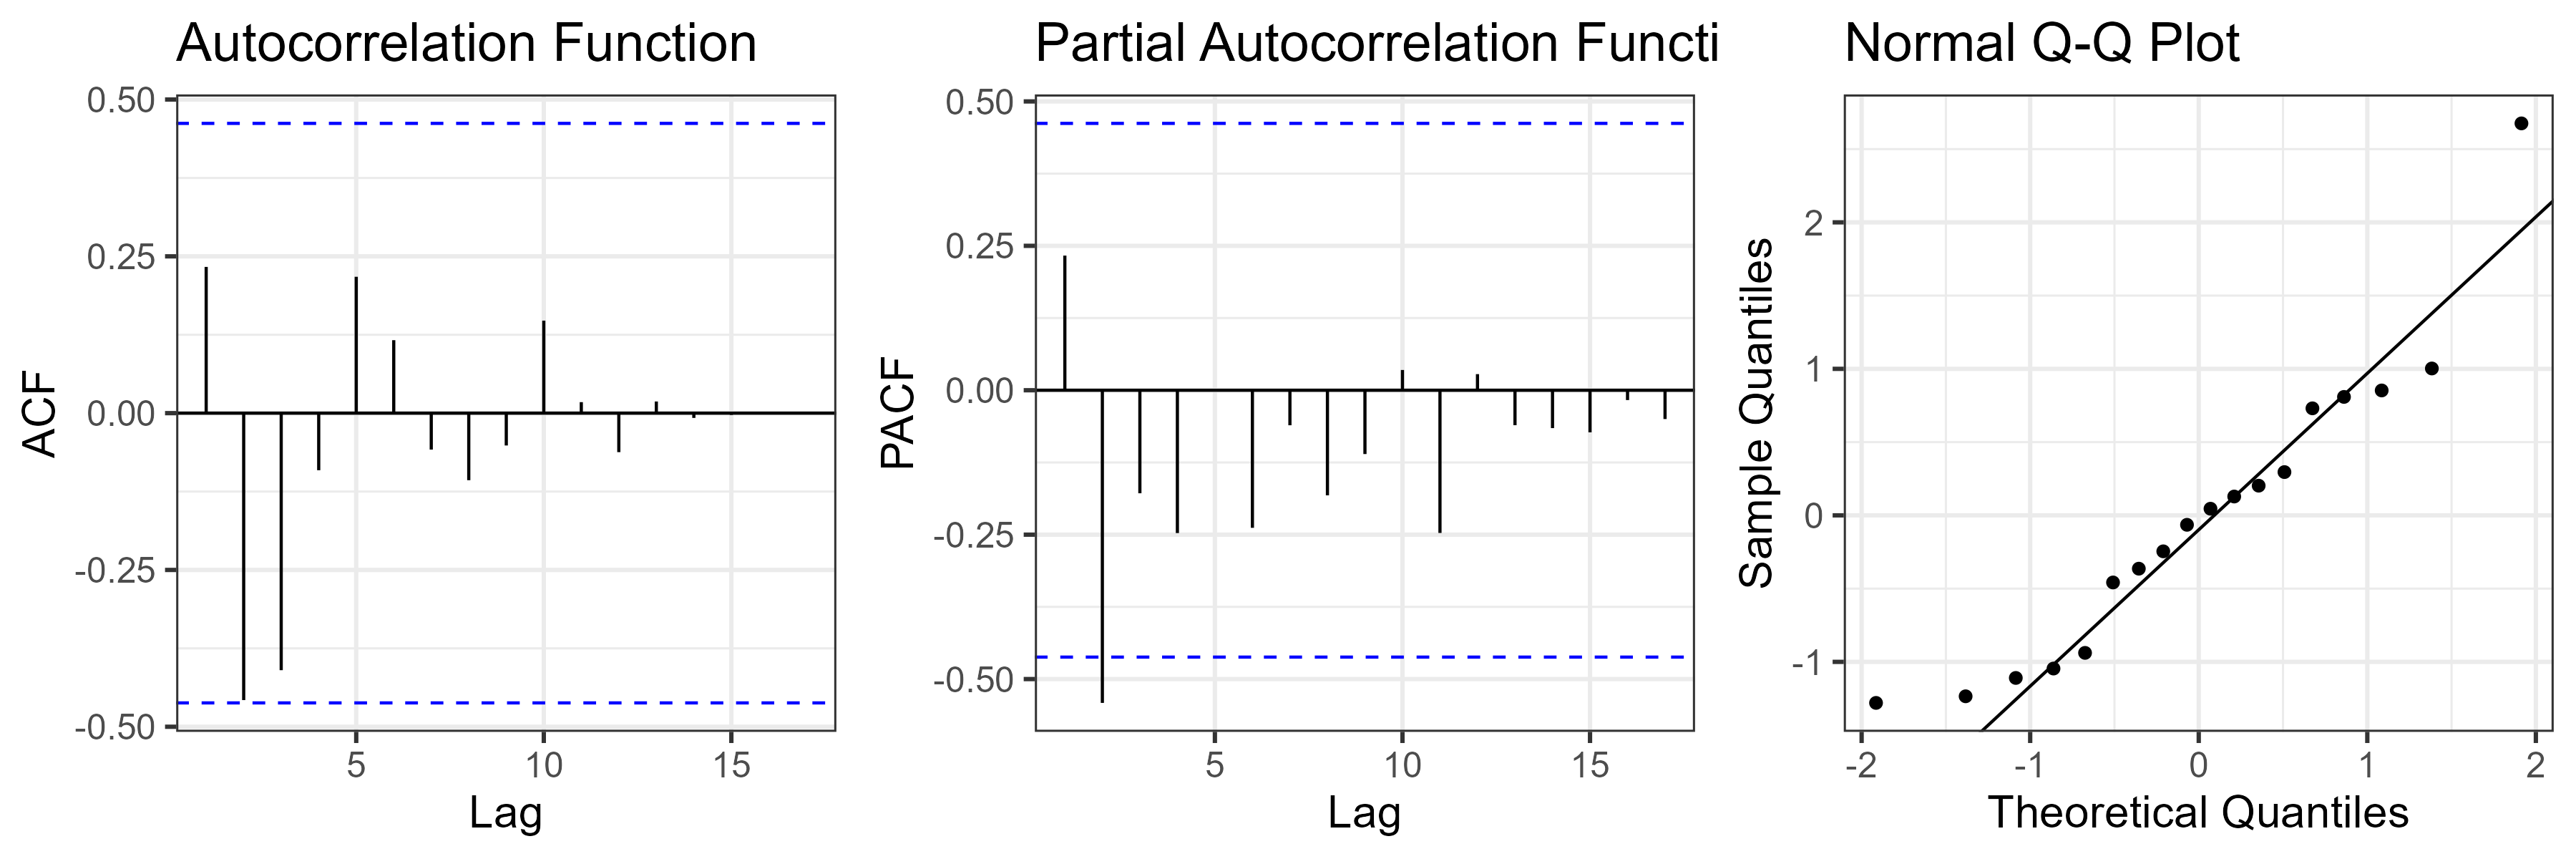 Autocorrelation Function
0.50
0.25
0.00
-0.25
-0.50
ACF
5 10 15
Lag
Partial Autocorrelation Functi
0.50
0.25
0.00
-0.25
-0.50
PACF
5 10 15
Lag
Normal Q-Q Plot
2
1
0
-1
Sample Quantiles
-2 -1 0 1 2
Theoretical Quantiles